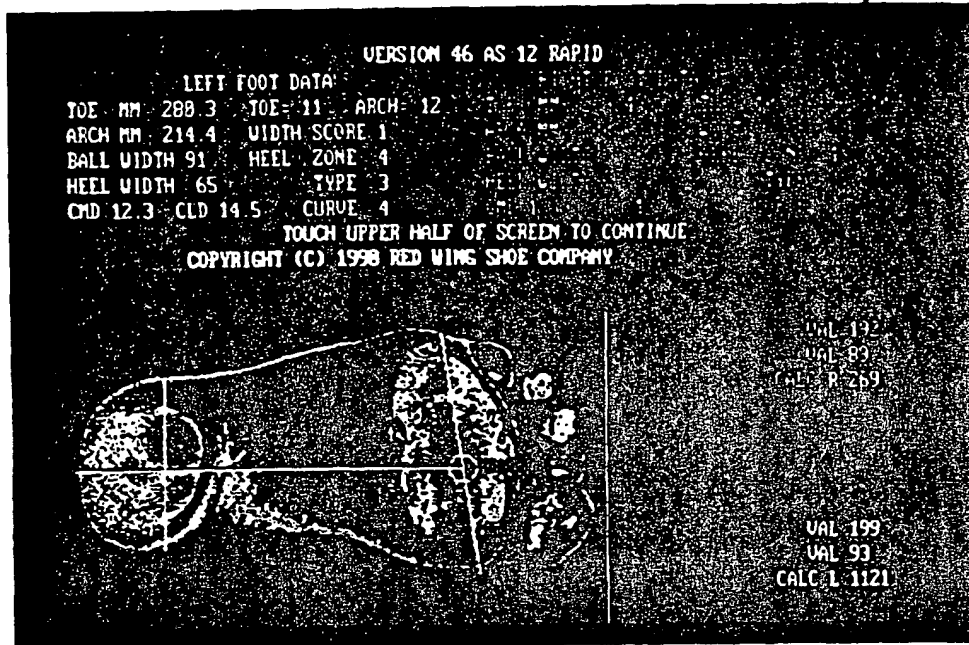 VERSION 46 AS 12 RAPID
LEFT FOOT DATA
TOE MM 288.3 TOE= 11 ARCH= 12
ARCH MM 214.4 WIDTH SCORE 1
BALL WIDTH 91 HEEL ZONE 4
HEEL WIDTH 65 TYPE 3
CMD 12.3 CLD 14.5 CURVE 4
TOUCH UPPER HALF OF SCREEN TO CONTINUE
COPYRIGHT (C) 1998 RED WING SHOE COMPANY
VAL 192
VAL 83
CALC R 269
VAL 199
VAL 93
CALC L 1121